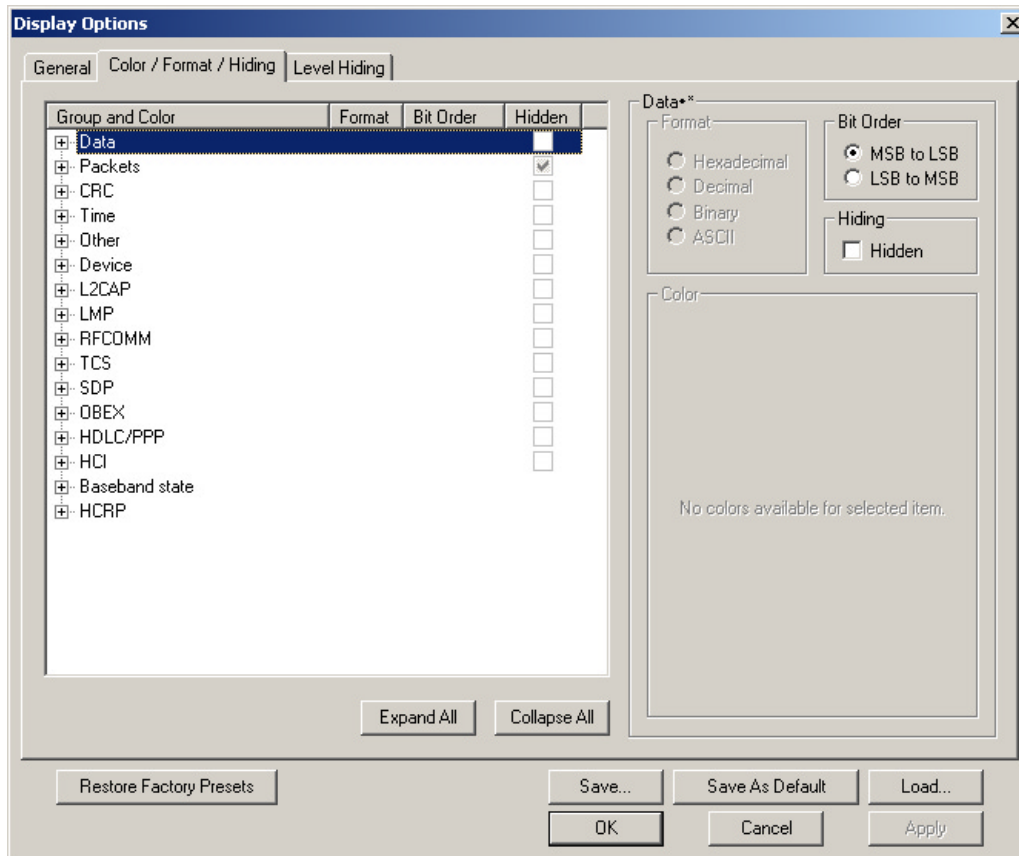 Display Options
General
Color / Format / Hiding
Level Hiding
Group and Color
Format
Bit Order
Hidden
Data
Packets
CRC
Time
Other
Device
L2CAP
LMP
RFCOMM
TCS
SDP
OBEX
HDLC/PPP
HCI
Baseband state
HCRP
Expand All
Collapse All
Data•*
Format
Hexadecimal
Decimal
Binary
ASCII
Bit Order
MSB to LSB
LSB to MSB
Hiding
Hidden
Color
No colors available for selected item.
Restore Factory Presets
Save...
Save As Default
Load...
OK
Cancel
Apply